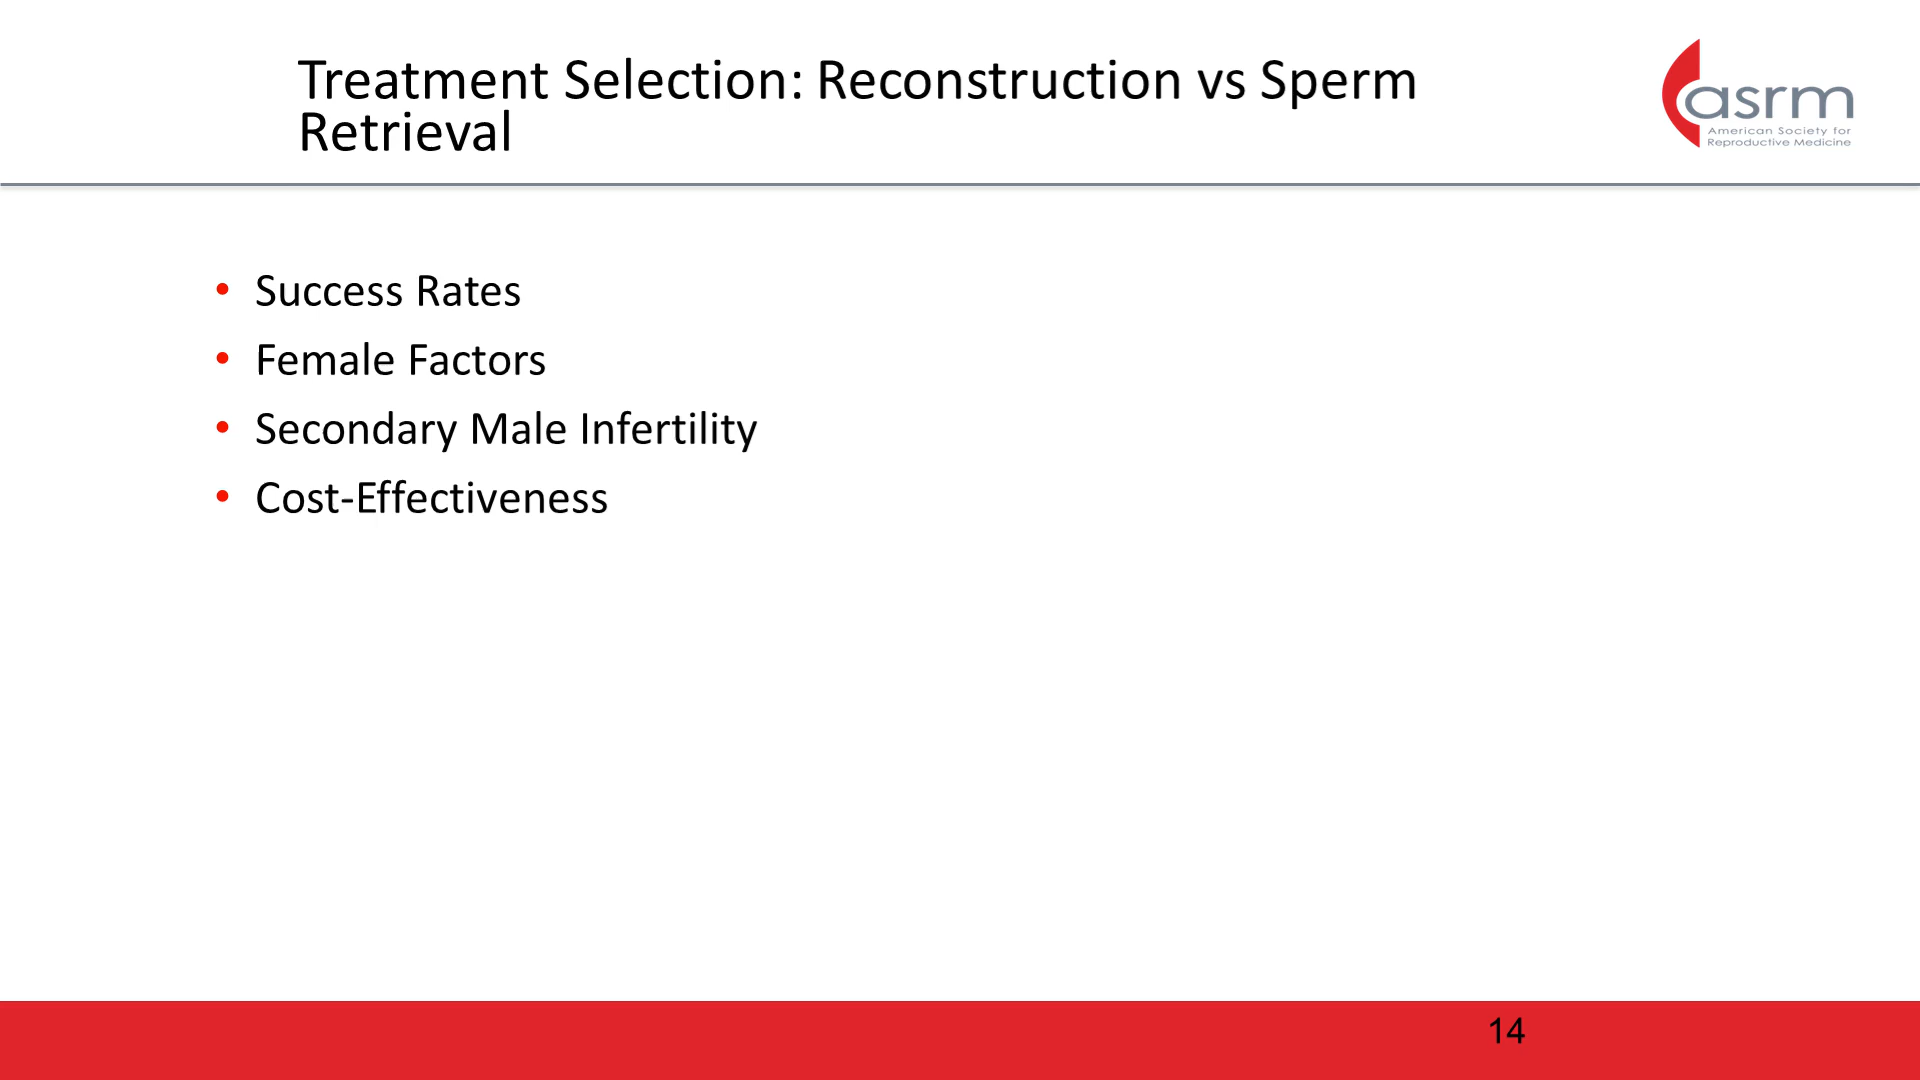 Treatment Selection: Reconstruction vs Sperm
Retrieval
asrm
American Society for
Reproductive Medicine
• Success Rates
• Female Factors
• Secondary Male Infertility
• Cost-Effectiveness
14